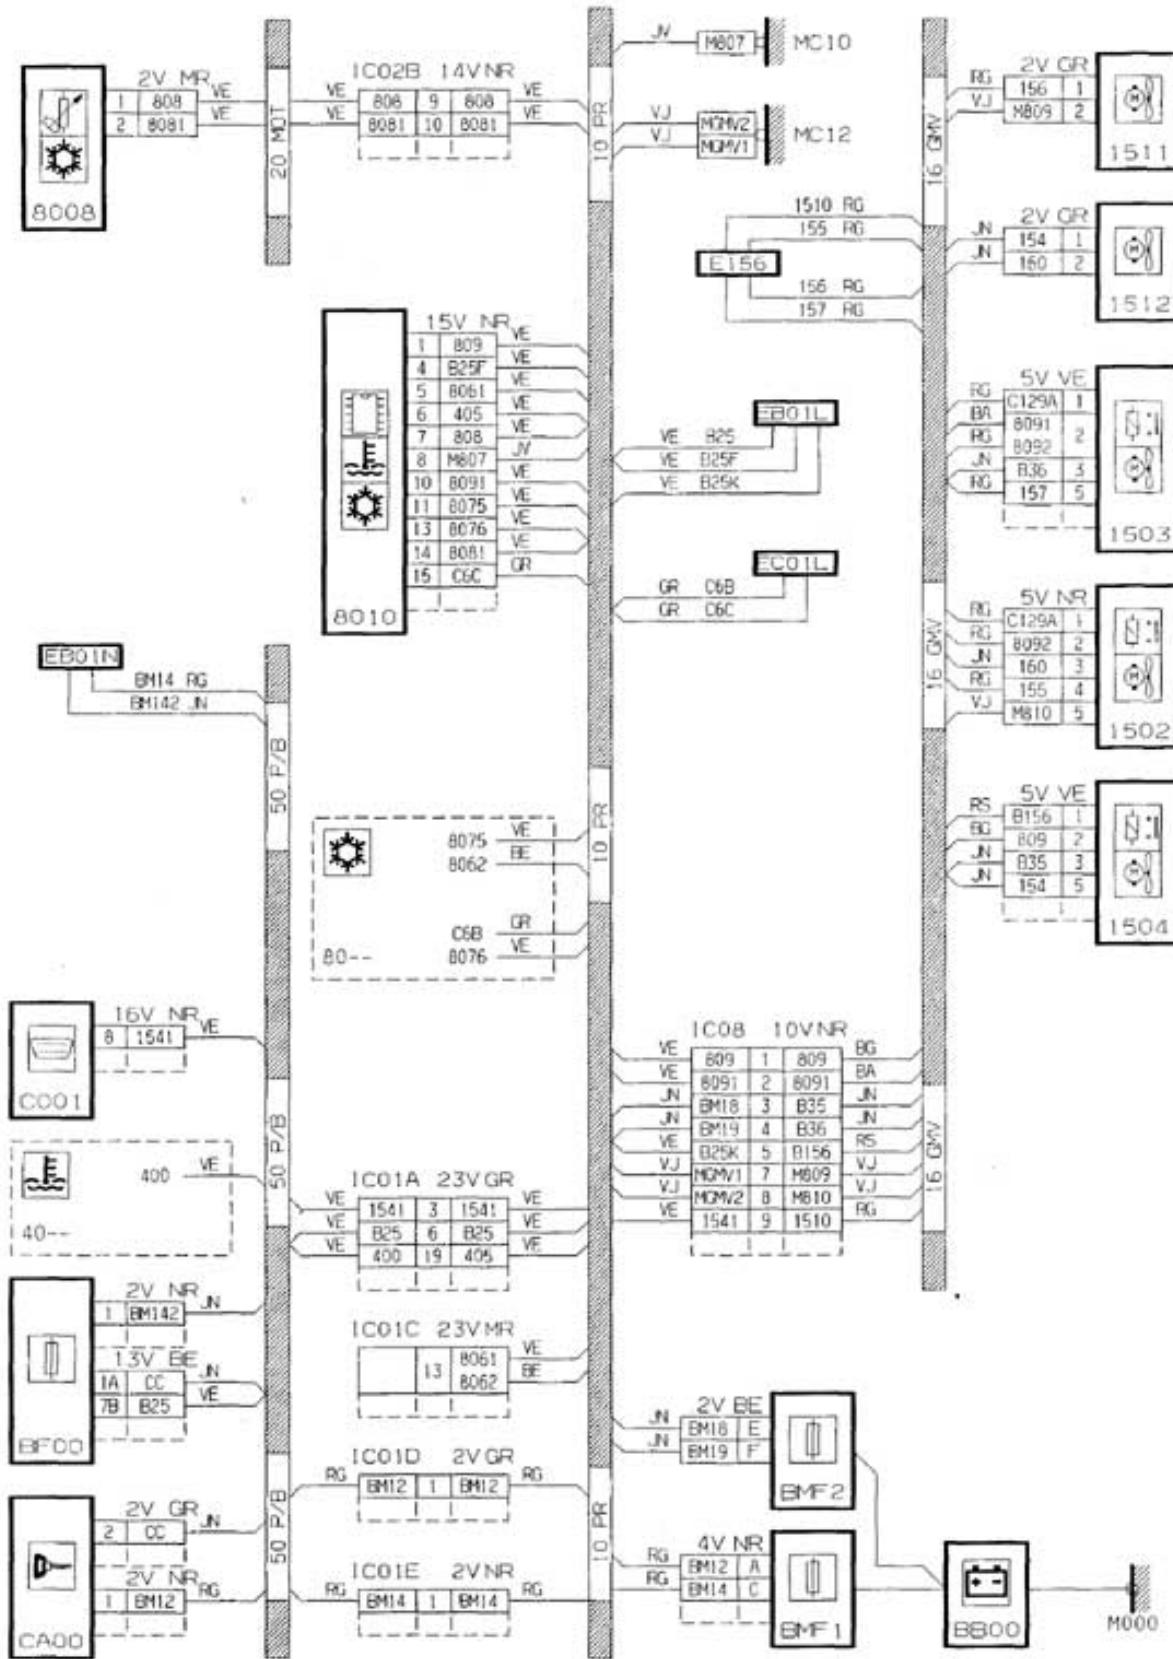 2V MR
1 808 VE
2 8081 VE
8008
20 MOT
IC02B 14V NR
VE 808 9 808 VE
VE 8081 10 8081 VE
10 PR
JV M807 MC10
VJ MGMV2
VJ MGMV1
MC12
16 GMV
2V GR
RG 156 1
VJ M809 2
1511
1510 RG
155 RG
E156
156 RG
157 RG
2V GR
JN 154 1
JN 160 2
1512
15V NR
1 809 VE
4 B25F VE
5 8061 VE
6 405 VE
7 808 VE
8 M807 JV
10 8091 VE
11 8075 VE
13 8076 VE
14 8081 VE
15 C6C GR
8010
EB01L
VE B25
VE B25F
VE B25K
EC01L
GR C6B
GR C6C
5V VE
RG C129A 1
BA 8091
2
RG 8092
JN B36 3
RG 157 5
1503
16 GMV
5V NR
RG C129A 1
RG 8092 2
JN 160 3
RG 155 4
VJ M810 5
1502
EB01N
BM14 RG
BM142 JN
50 P/B
8075 VE
8062 BE
C6B GR
8076 VE
80--
10 PR
5V VE
RS B156 1
BG 809 2
JN B35 3
JN 154 5
1504
16V NR
8 1541 VE
C001
400 VE
40--
50 P/B
IC01A 23V GR
VE 1541 3 1541 VE
VE B25 6 B25 VE
VE 400 19 405 VE
IC08 10V NR
VE 809 1 809 BG
VE 8091 2 8091 BA
JN BM18 3 B35 JN
JN BM19 4 B36 JN
VE B25K 5 B156 RS
VJ MGMV1 7 M809 VJ
VJ MGMV2 8 M810 VJ
VE 1541 9 1510 RG
16 GMV
2V NR
1 BM142 JN
13V BE
1A CC JN
7B B25 VE
BF00
IC01C 23V MR
8061 VE
13
8062 BE
2V BE
JN BM18 E
JN BM19 F
BMF2
50 P/B
IC01D 2V GR
RG BM12 1 BM12 RG
10 PR
2V GR
2 CC JN
2V NR
1 BM12 RG
CA00
IC01E 2V NR
RG BM14 1 BM14 RG
4V NR
RG BM12 A
RG BM14 C
BMF1
BB00
M000